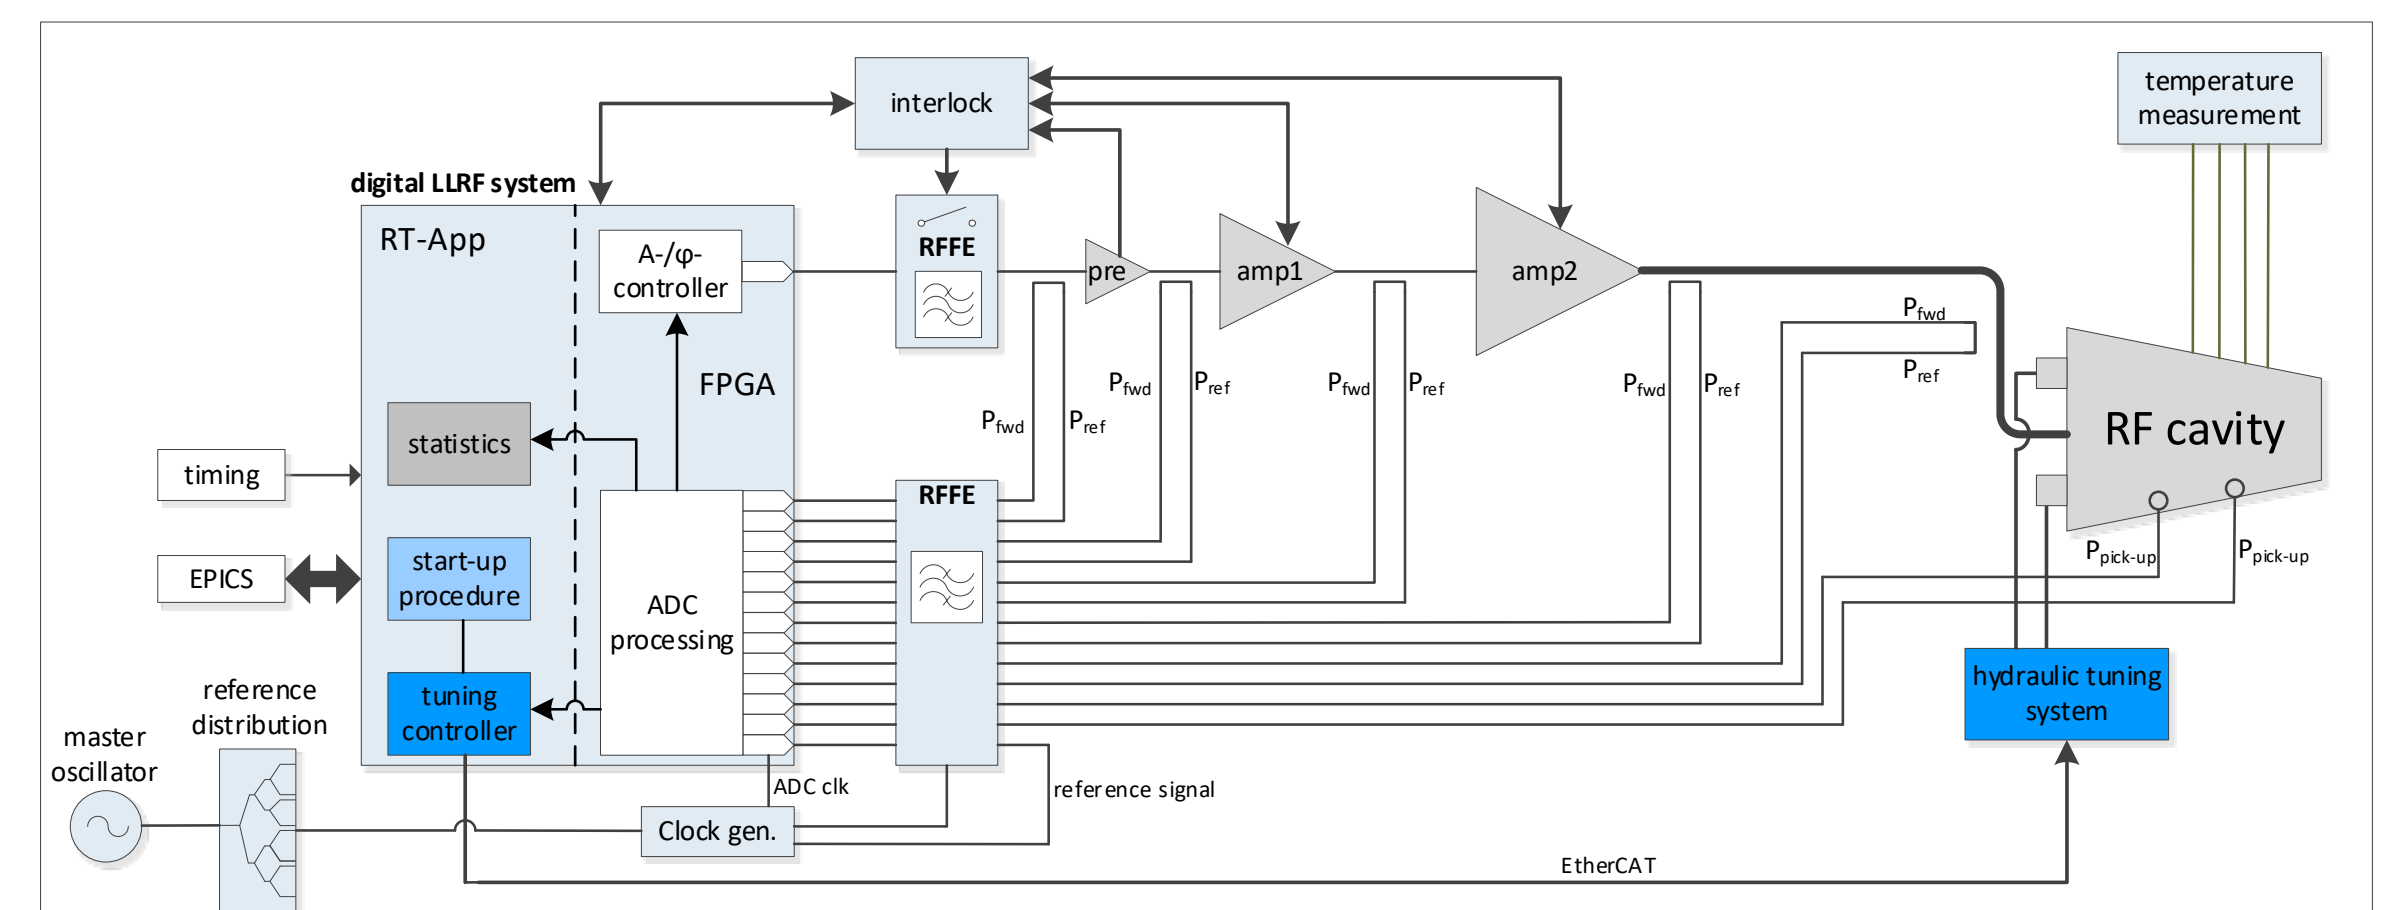 temperature
measurement
interlock
digital LLRF system
RT-App
A-/φ-
controller
RFFE
pre
amp1
amp2
FPGA
Pfwd
Pref
Pfwd
Pref
Pfwd
Pref
Pfwd
Pref
Pfwd
Pref
RF cavity
statistics
timing
RFFE
EPICS
start-up
procedure
ADC
processing
Ppick-up
Ppick-up
tuning
controller
hydraulic tuning
system
reference
distribution
master
oscillator
ADC clk
reference signal
Clock gen.
EtherCAT